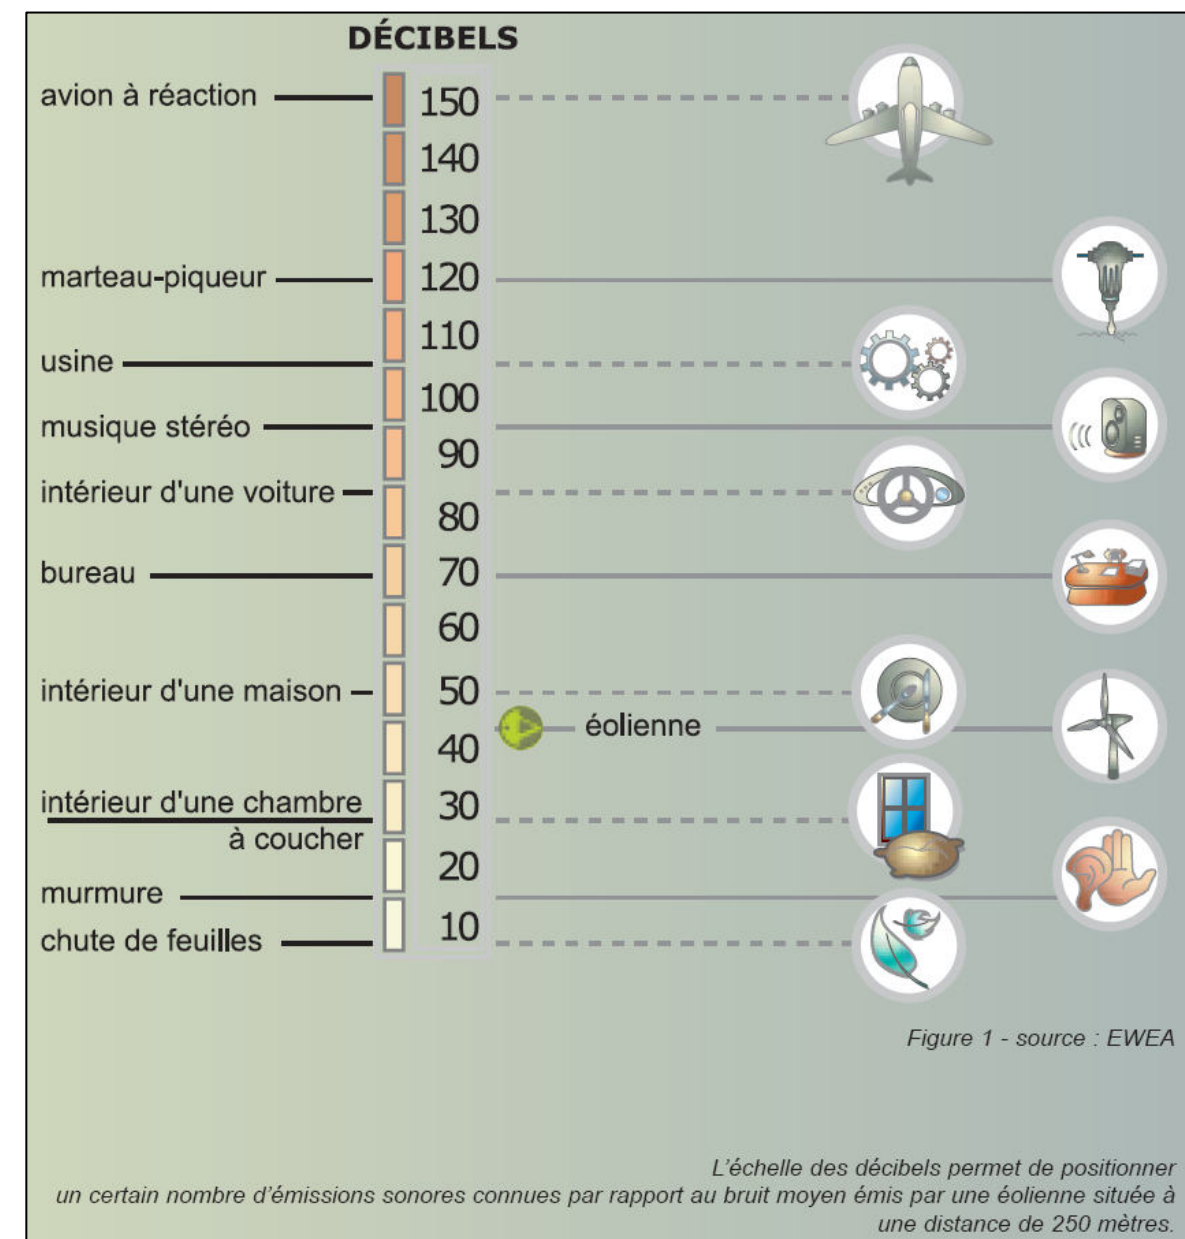 DÉCIBELS
avion à réaction 150
140
130
marteau-piqueur 120
110
usine
100
musique stéréo
90
intérieur d'une voiture
80
bureau 70
60
intérieur d'une maison 50
éolienne
40
intérieur d'une chambre 30
à coucher
20
murmure
10
chute de feuilles
Figure 1 - source : EWEA
L'échelle des décibels permet de positionner
un certain nombre d'émissions sonores connues par rapport au bruit moyen émis par une éolienne située à
une distance de 250 mètres.